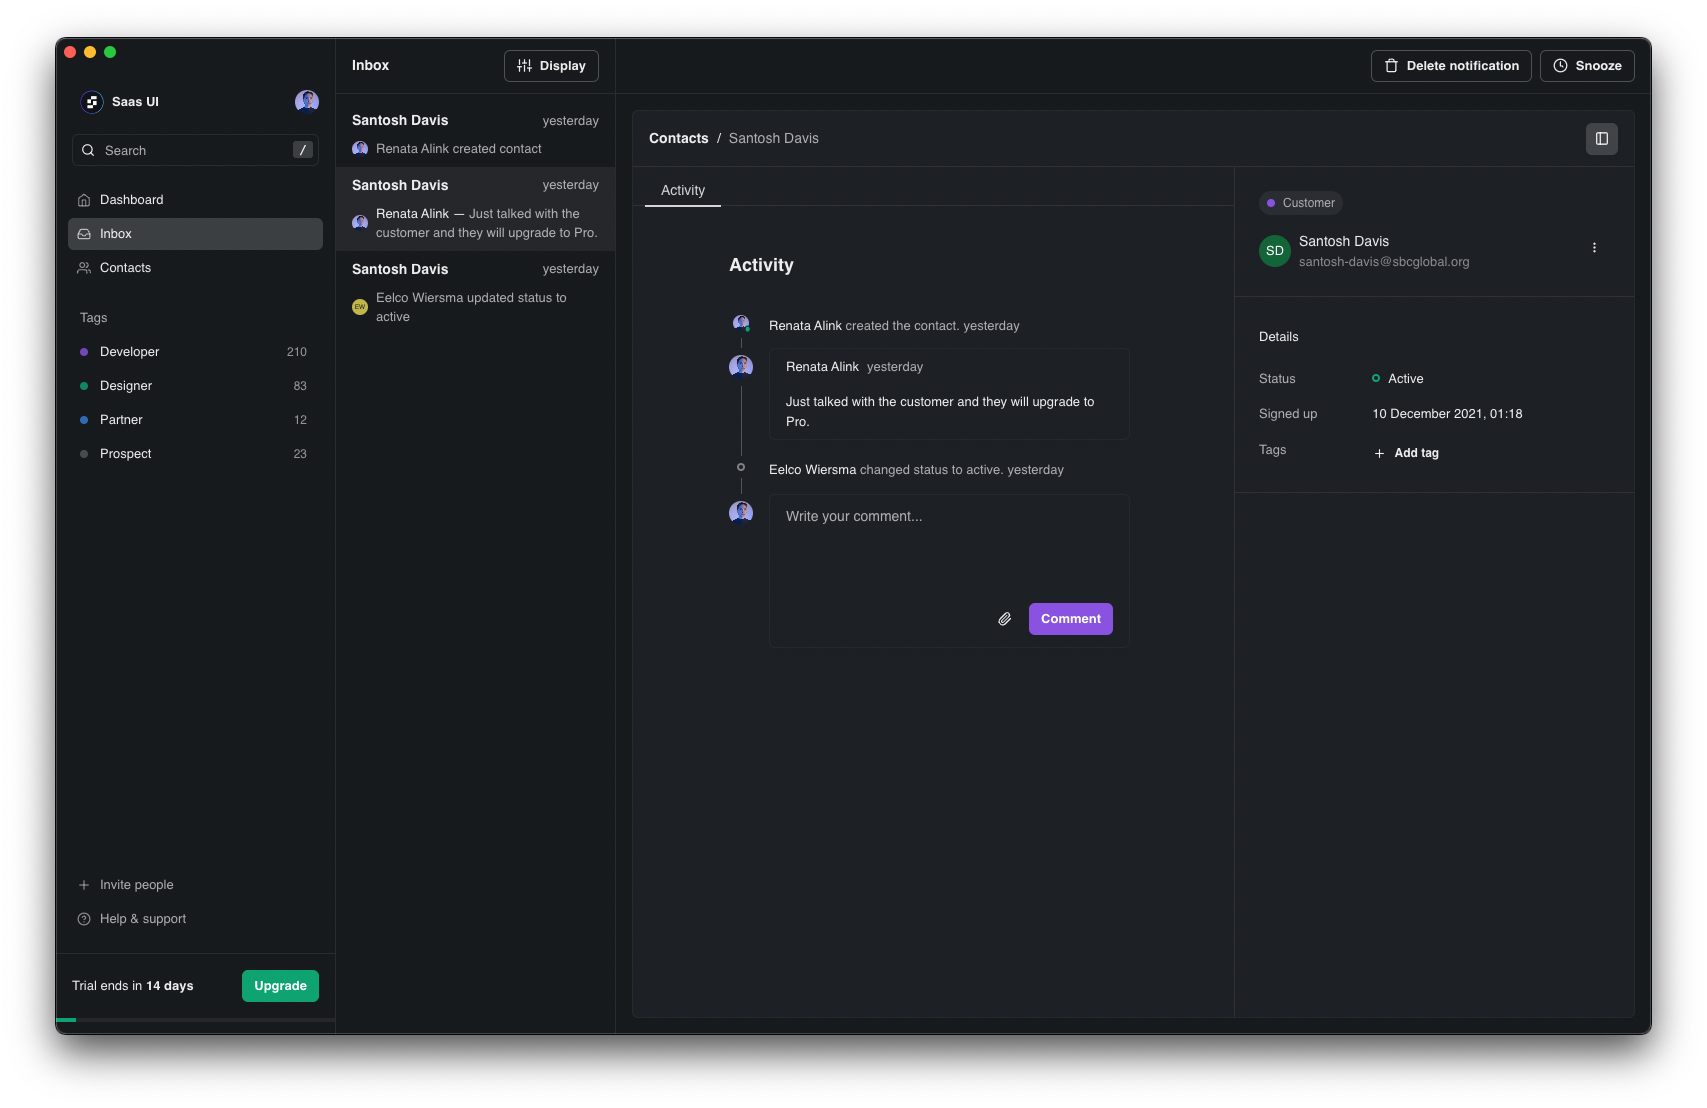 Saas UI
Search
/
Dashboard
Inbox
Contacts
Tags
Developer 210
Designer 83
Partner 12
Prospect 23
Invite people
Help & support
Trial ends in 14 days
Upgrade
Inbox
Display
Santosh Davis yesterday
Renata Alink created contact
Santosh Davis yesterday
Renata Alink — Just talked with the
customer and they will upgrade to Pro.
Santosh Davis yesterday
EW
Eelco Wiersma updated status to
active
Delete notification
Snooze
Contacts / Santosh Davis
Activity
Activity
Renata Alink created the contact. yesterday
Renata Alink yesterday
Just talked with the customer and they will upgrade to
Pro.
Eelco Wiersma changed status to active. yesterday
Write your comment...
Comment
Customer
SD
Santosh Davis
santosh-davis@sbcglobal.org
Details
Status Active
Signed up 10 December 2021, 01:18
Tags Add tag